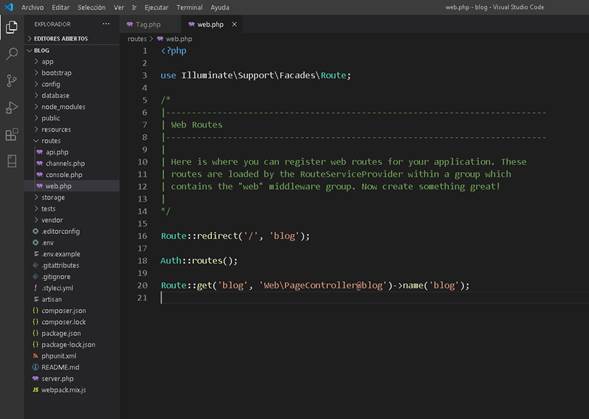 Archivo Editar Selección Ver Ir Ejecutar Terminal Ayuda
web.php - blog - Visual Studio Code
EXPLORADOR ...
Tag.php
web.php ×
EDITORES ABIERTOS
BLOG
app
bootstrap
config
database
node_modules
public
resources
routes
api.php
channels.php
console.php
web.php
storage
tests
vendor
.editorconfig
.env
.env.example
.gitattributes
.gitignore
.styleci.yml
artisan
composer.json
composer.lock
package.json
package-lock.json
phpunit.xml
README.md
server.php
webpack.mix.js
routes > web.php
1 <?php
2
3 use Illuminate\Support\Facades\Route;
4
5 /*
6 |--------------------------------------------------------------------------
7 | Web Routes
8 |--------------------------------------------------------------------------
9 |
10 | Here is where you can register web routes for your application. These
11 | routes are loaded by the RouteServiceProvider within a group which
12 | contains the "web" middleware group. Now create something great!
13 |
14 */
15
16 Route::redirect('/', 'blog');
17
18 Auth::routes();
19
20 Route::get('blog', 'Web\PageController@blog')->name('blog');
21